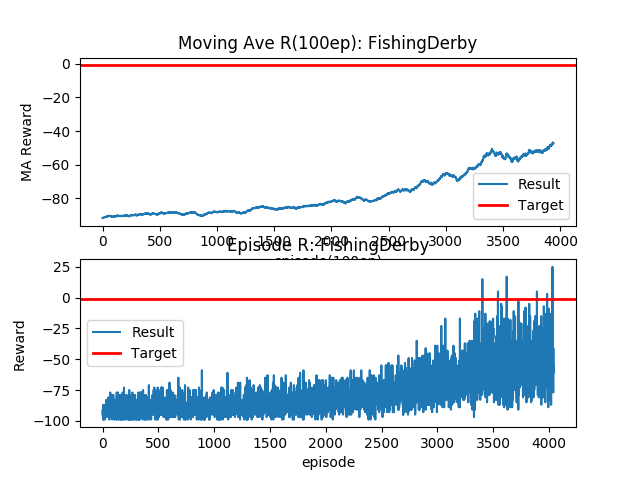 Moving Ave R(100ep): FishingDerby
MA Reward
0
−20
−40
−60
−80
Result
Target
0 500 1000 1500 2000 2500 3000 3500 4000
episode(100ep)
Episode R: FishingDerby
Reward
25
0
−25
−50
−75
−100
Result
Target
0 500 1000 1500 2000 2500 3000 3500 4000
episode